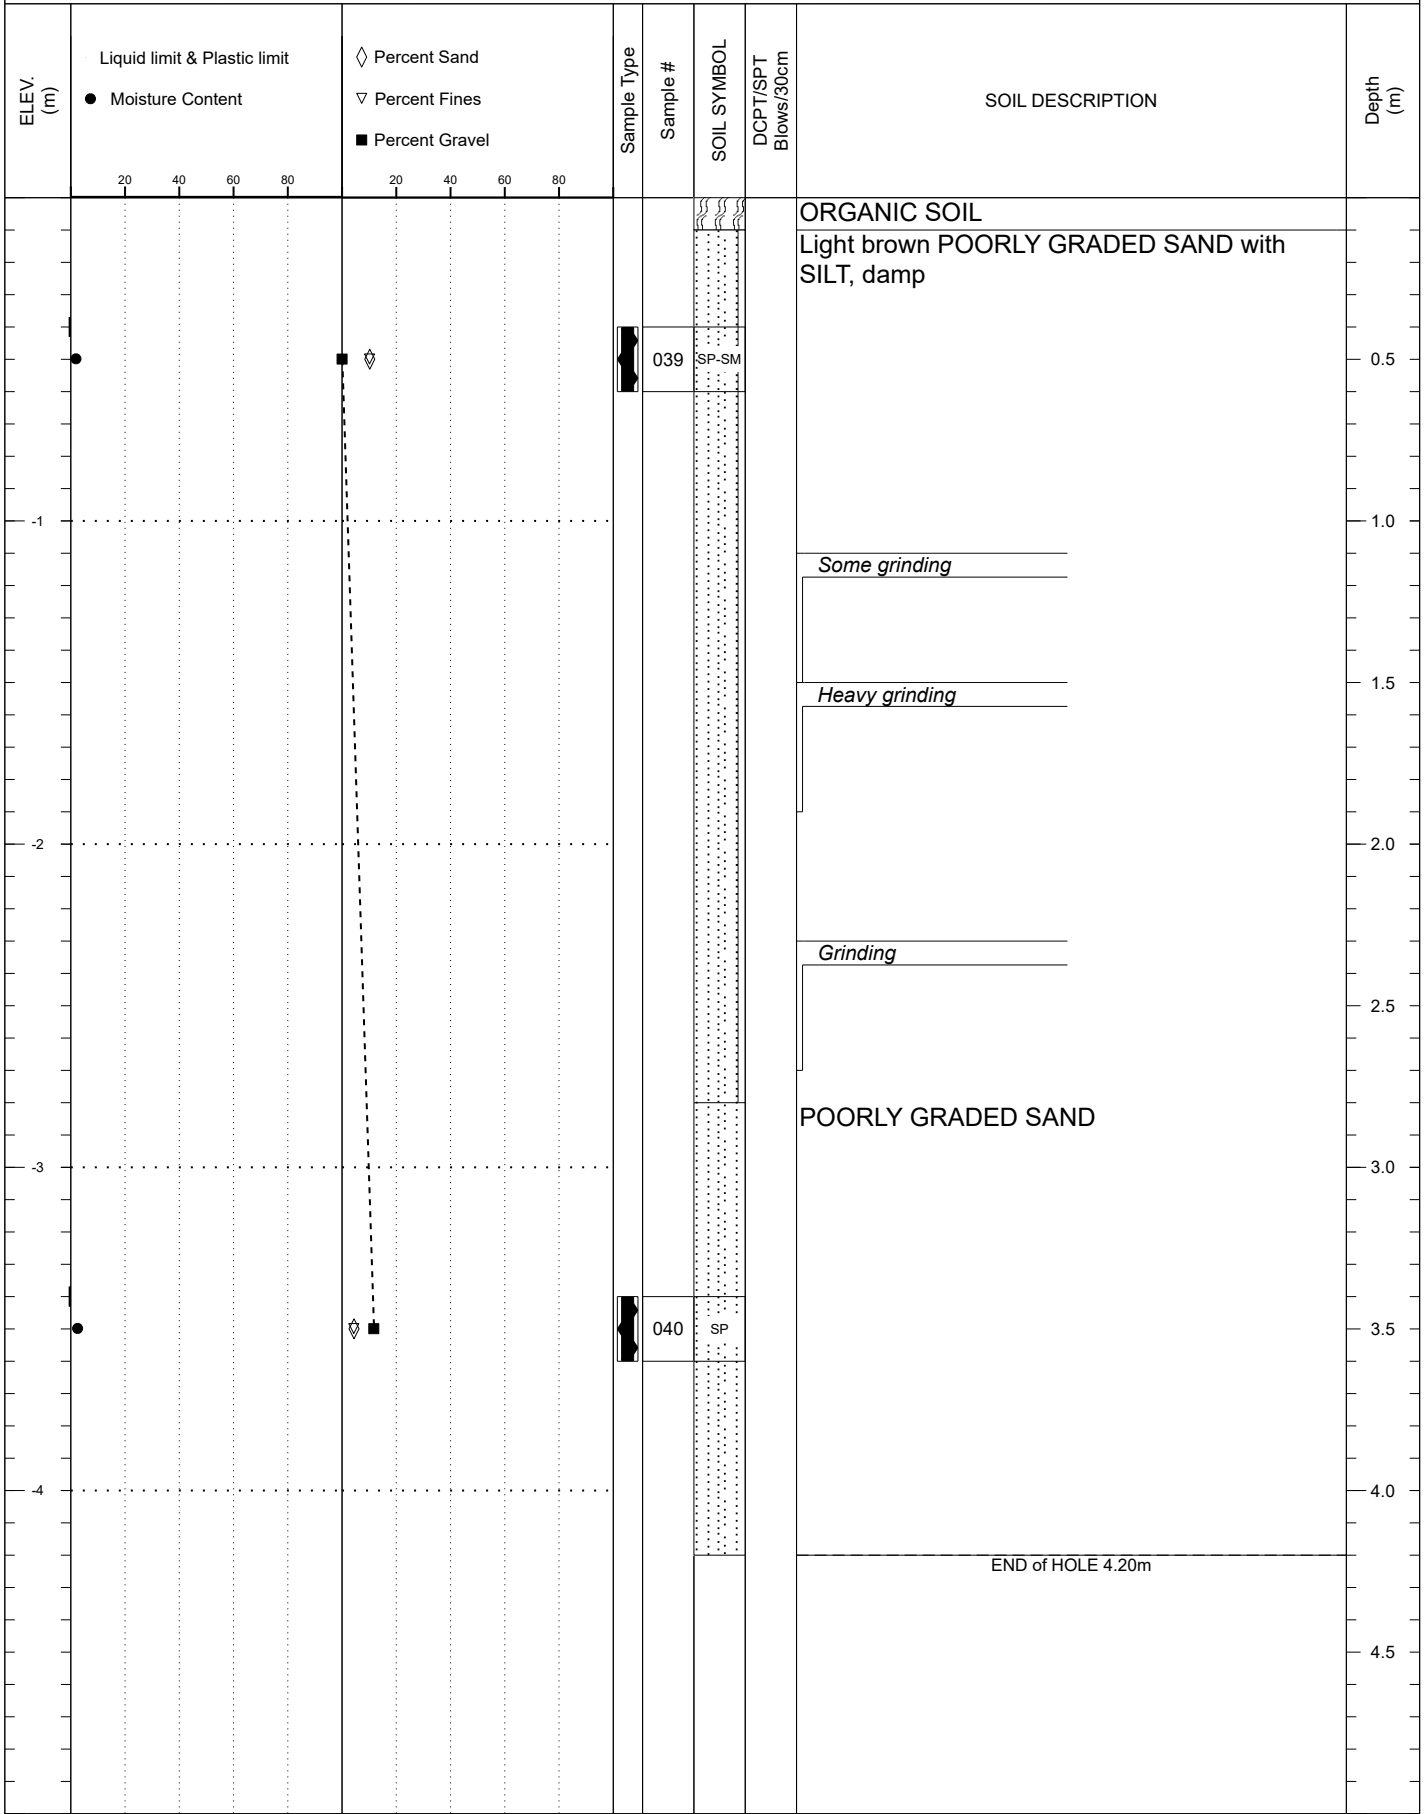 ELEV.
(m)
Liquid limit & Plastic limit
Moisture Content
Percent Sand
Percent Fines
Percent Gravel
20 40 60 80
20 40 60 80
Sample Type
Sample #
SOIL SYMBOL
DCPT/SPT
Blows/30cm
SOIL DESCRIPTION
Depth
(m)
ORGANIC SOIL
Light brown POORLY GRADED SAND with
SILT, damp
039 SP-SM 0.5
-1 1.0
Some grinding
1.5
Heavy grinding
-2 2.0
Grinding
2.5
POORLY GRADED SAND
-3 3.0
040 SP 3.5
-4 4.0
END of HOLE 4.20m
4.5